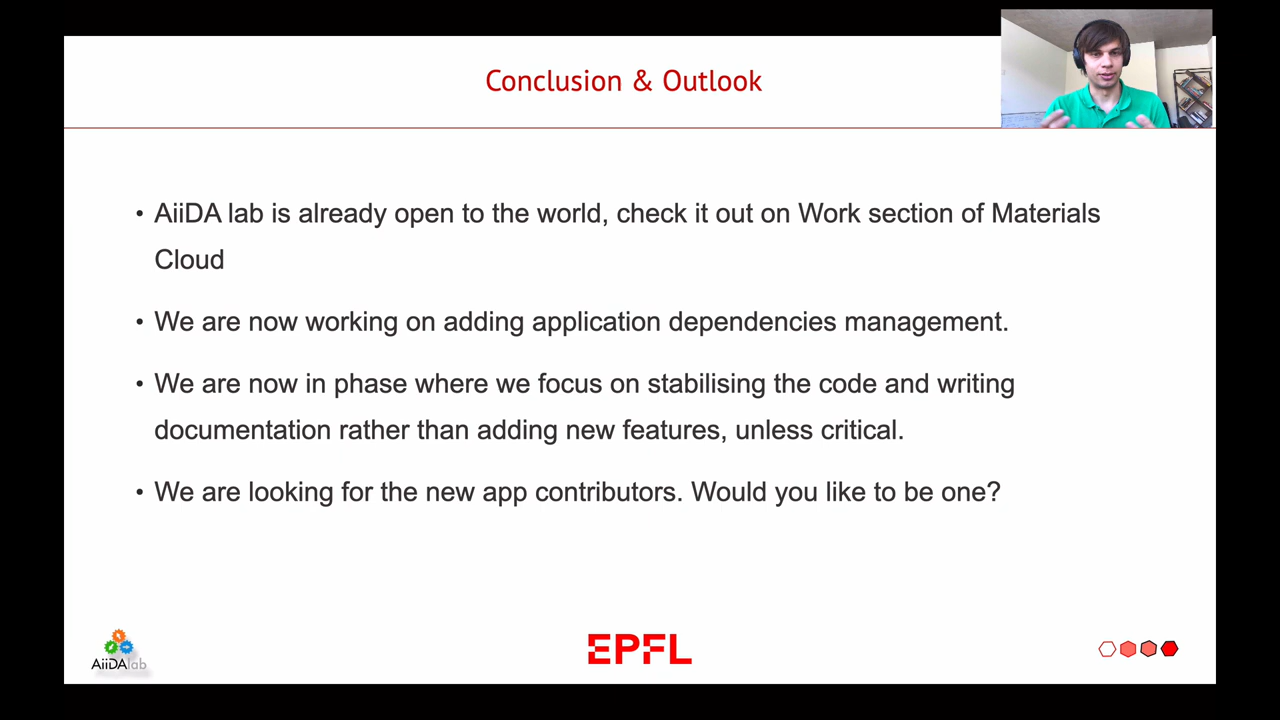 Conclusion & Outlook
• AiiDA lab is already open to the world, check it out on Work section of Materials
Cloud
• We are now working on adding application dependencies management.
• We are now in phase where we focus on stabilising the code and writing
documentation rather than adding new features, unless critical.
• We are looking for the new app contributors. Would you like to be one?
AiiDAlab
EPFL